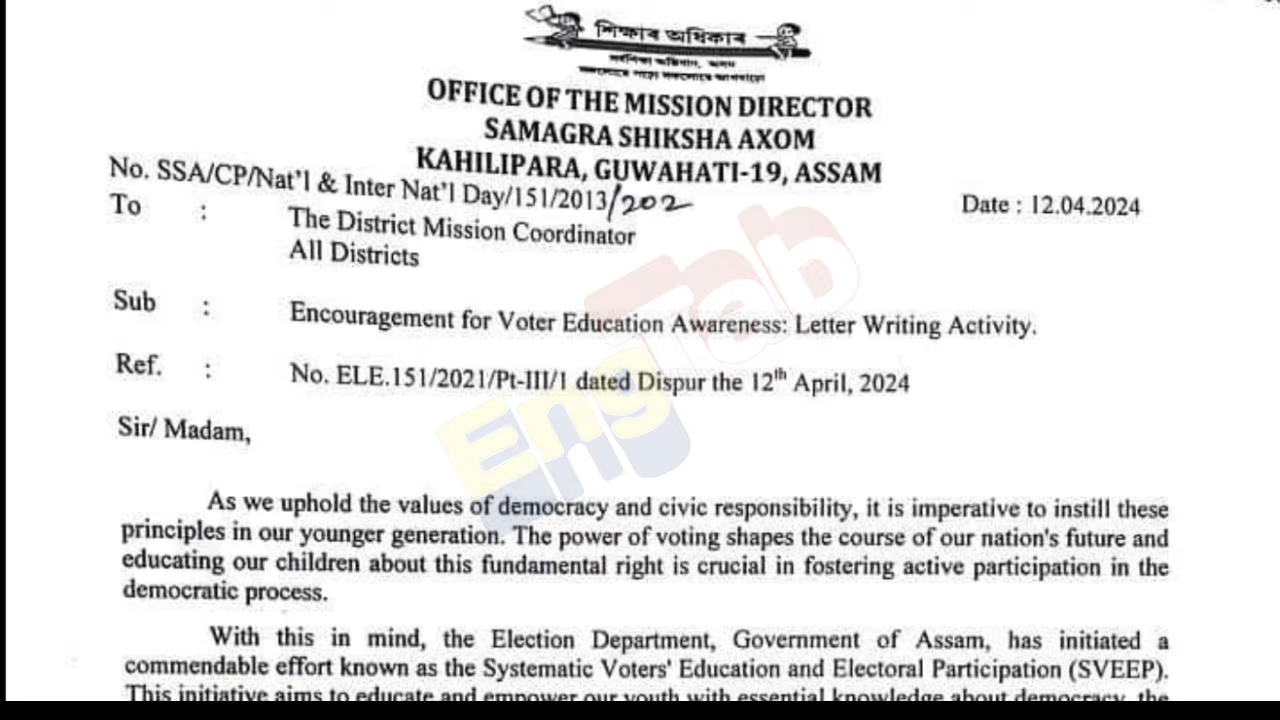 শিক্ষাৰ অধিকাৰ
OFFICE OF THE MISSION DIRECTOR
SAMAGRA SHIKSHA AXOM
KAHILIPARA, GUWAHATI-19, ASSAM
No. SSA/CP/Nat'l & Inter Nat'l Day/151/2013/202
Date : 12.04.2024
To : The District Mission Coordinator
All Districts
Sub : Encouragement for Voter Education Awareness: Letter Writing Activity.
Ref. : No. ELE.151/2021/Pt-III/1 dated Dispur the 12th April, 2024
Sir/ Madam,
EngTab
As we uphold the values of democracy and civic responsibility, it is imperative to instill these
principles in our younger generation. The power of voting shapes the course of our nation's future and
educating our children about this fundamental right is crucial in fostering active participation in the
democratic process.
With this in mind, the Election Department, Government of Assam, has initiated a
commendable effort known as the Systematic Voters' Education and Electoral Participation (SVEEP).
This initiative aims to educate and empower our youth with essential knowledge about democracy, the